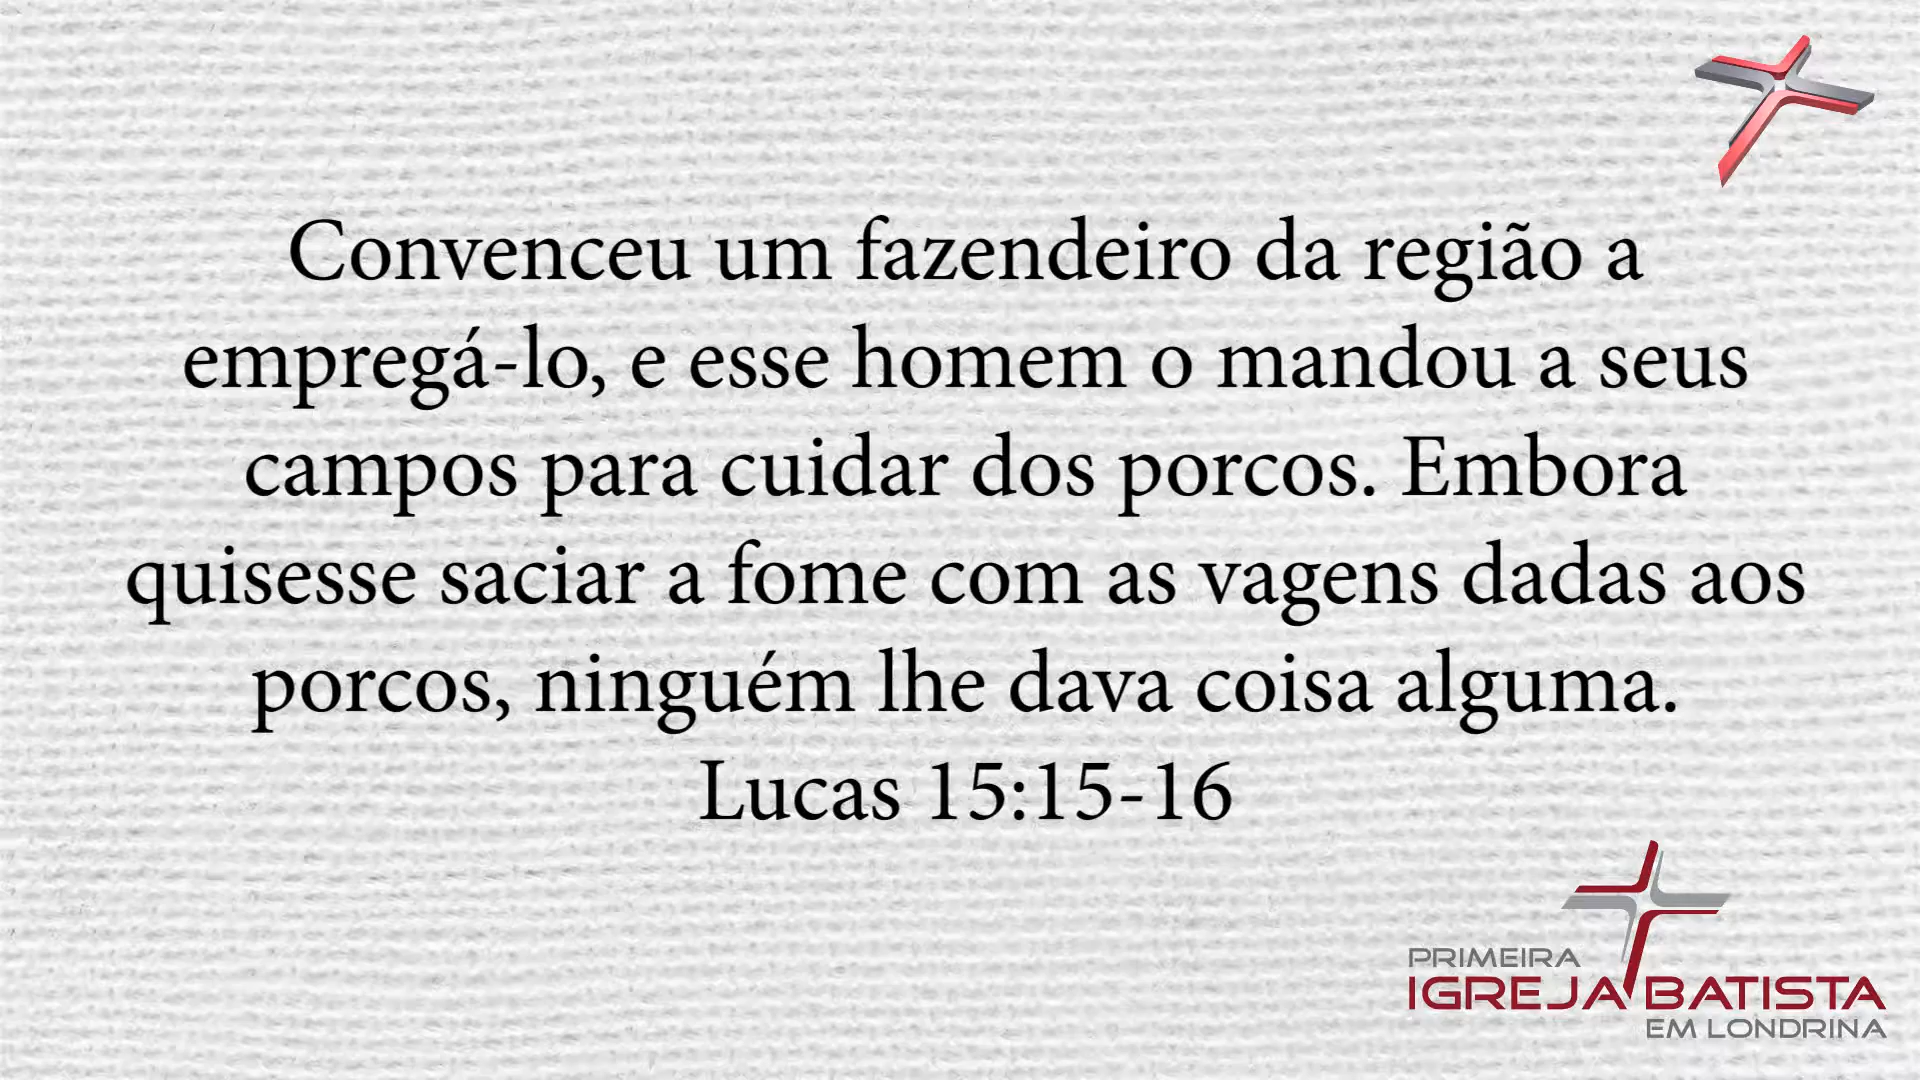 Convenceu um fazendeiro da região a
empregá-lo, e esse homem o mandou a seus
campos para cuidar dos porcos. Embora
quisesse saciar a fome com as vagens dadas aos
porcos, ninguém lhe dava coisa alguma.
Lucas 15:15-16
PRIMEIRA
IGREJA BATISTA
EM LONDRINA